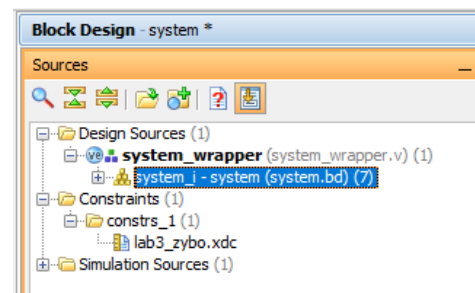 Block Design - system *
Sources
Design Sources (1)
system_wrapper (system_wrapper.v) (1)
system_i - system (system.bd) (7)
Constraints (1)
constrs_1 (1)
lab3_zybo.xdc
Simulation Sources (1)